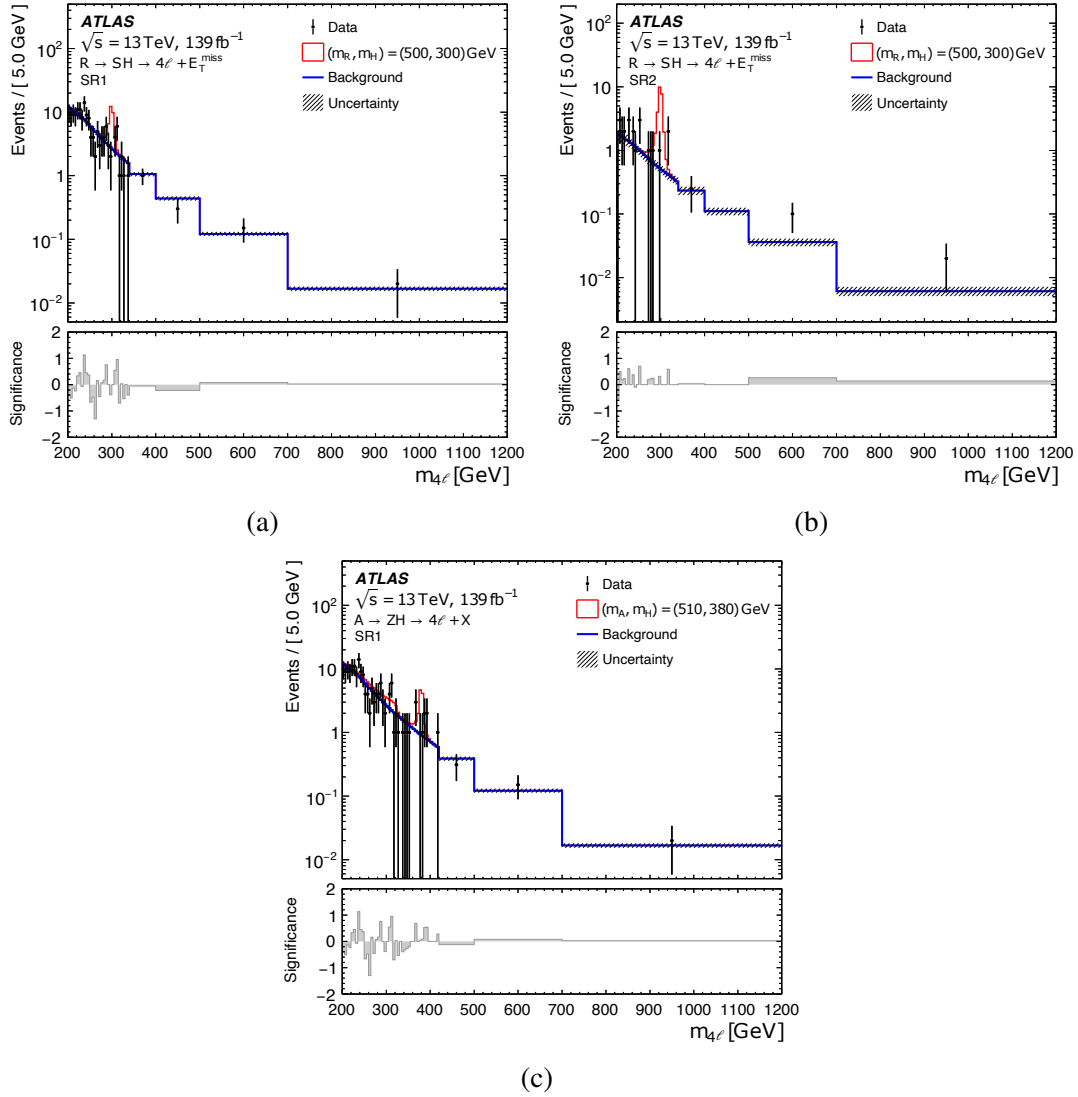 ATLAS
√s = 13 TeV, 139 fb⁻¹
R → SH → 4ℓ + E_T^miss
SR1
Data
(m_R, m_H) = (500, 300) GeV
Background
Uncertainty
Events / [ 5.0 GeV ]
10²
10
1
10⁻¹
10⁻²
Significance
2
1
0
−1
−2
200 300 400 500 600 700 800 900 1000 1100 1200
m_4ℓ [GeV]
(a)
ATLAS
√s = 13 TeV, 139 fb⁻¹
R → SH → 4ℓ + E_T^miss
SR2
Data
(m_R, m_H) = (500, 300) GeV
Background
Uncertainty
Events / [ 5.0 GeV ]
10²
10
1
10⁻¹
10⁻²
Significance
2
1
0
−1
−2
200 300 400 500 600 700 800 900 1000 1100 1200
m_4ℓ [GeV]
(b)
ATLAS
√s = 13 TeV, 139 fb⁻¹
A → ZH → 4ℓ + X
SR1
Data
(m_A, m_H) = (510, 380) GeV
Background
Uncertainty
Events / [ 5.0 GeV ]
10²
10
1
10⁻¹
10⁻²
Significance
2
1
0
−1
−2
200 300 400 500 600 700 800 900 1000 1100 1200
m_4ℓ [GeV]
(c)